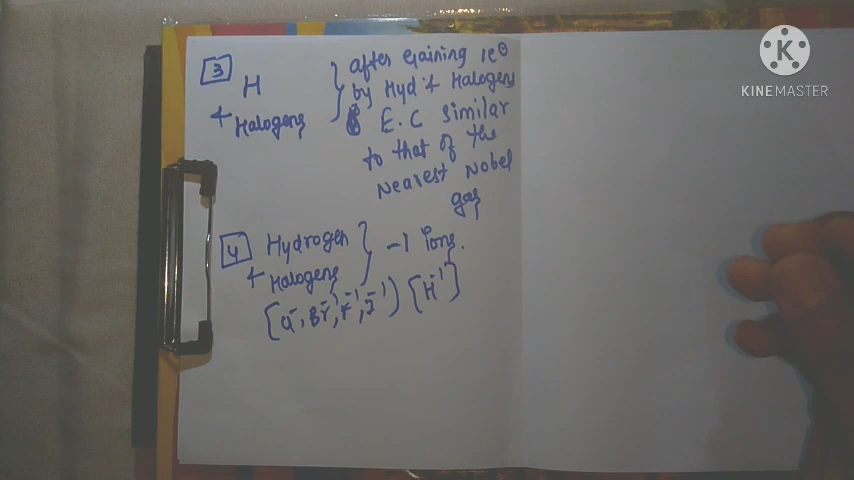 3 H } after gaining 1e⊖
+ Halogens by Hyd + Halogens
E.C similar
to that of the
nearest Nobel
gas
4 Hydrogen } -1 ions.
+ Halogens
[Cl⁻, Br⁻¹, F⁻¹, I⁻¹) [H⁻¹]
K
KINEMASTER